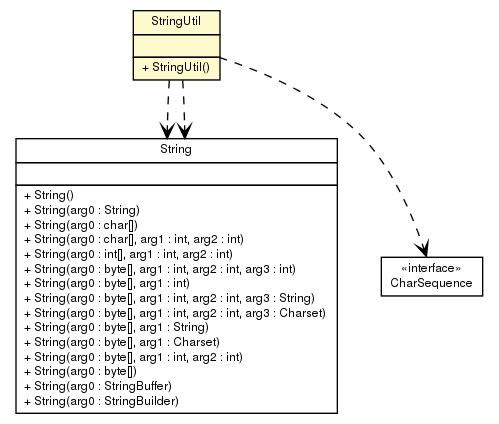 StringUtil
+ StringUtil()
String
+ String()
+ String(arg0 : String)
+ String(arg0 : char[])
+ String(arg0 : char[], arg1 : int, arg2 : int)
+ String(arg0 : int[], arg1 : int, arg2 : int)
+ String(arg0 : byte[], arg1 : int, arg2 : int, arg3 : int)
+ String(arg0 : byte[], arg1 : int)
+ String(arg0 : byte[], arg1 : int, arg2 : int, arg3 : String)
+ String(arg0 : byte[], arg1 : int, arg2 : int, arg3 : Charset)
+ String(arg0 : byte[], arg1 : String)
+ String(arg0 : byte[], arg1 : Charset)
+ String(arg0 : byte[], arg1 : int, arg2 : int)
+ String(arg0 : byte[])
+ String(arg0 : StringBuffer)
+ String(arg0 : StringBuilder)
«interface»
CharSequence